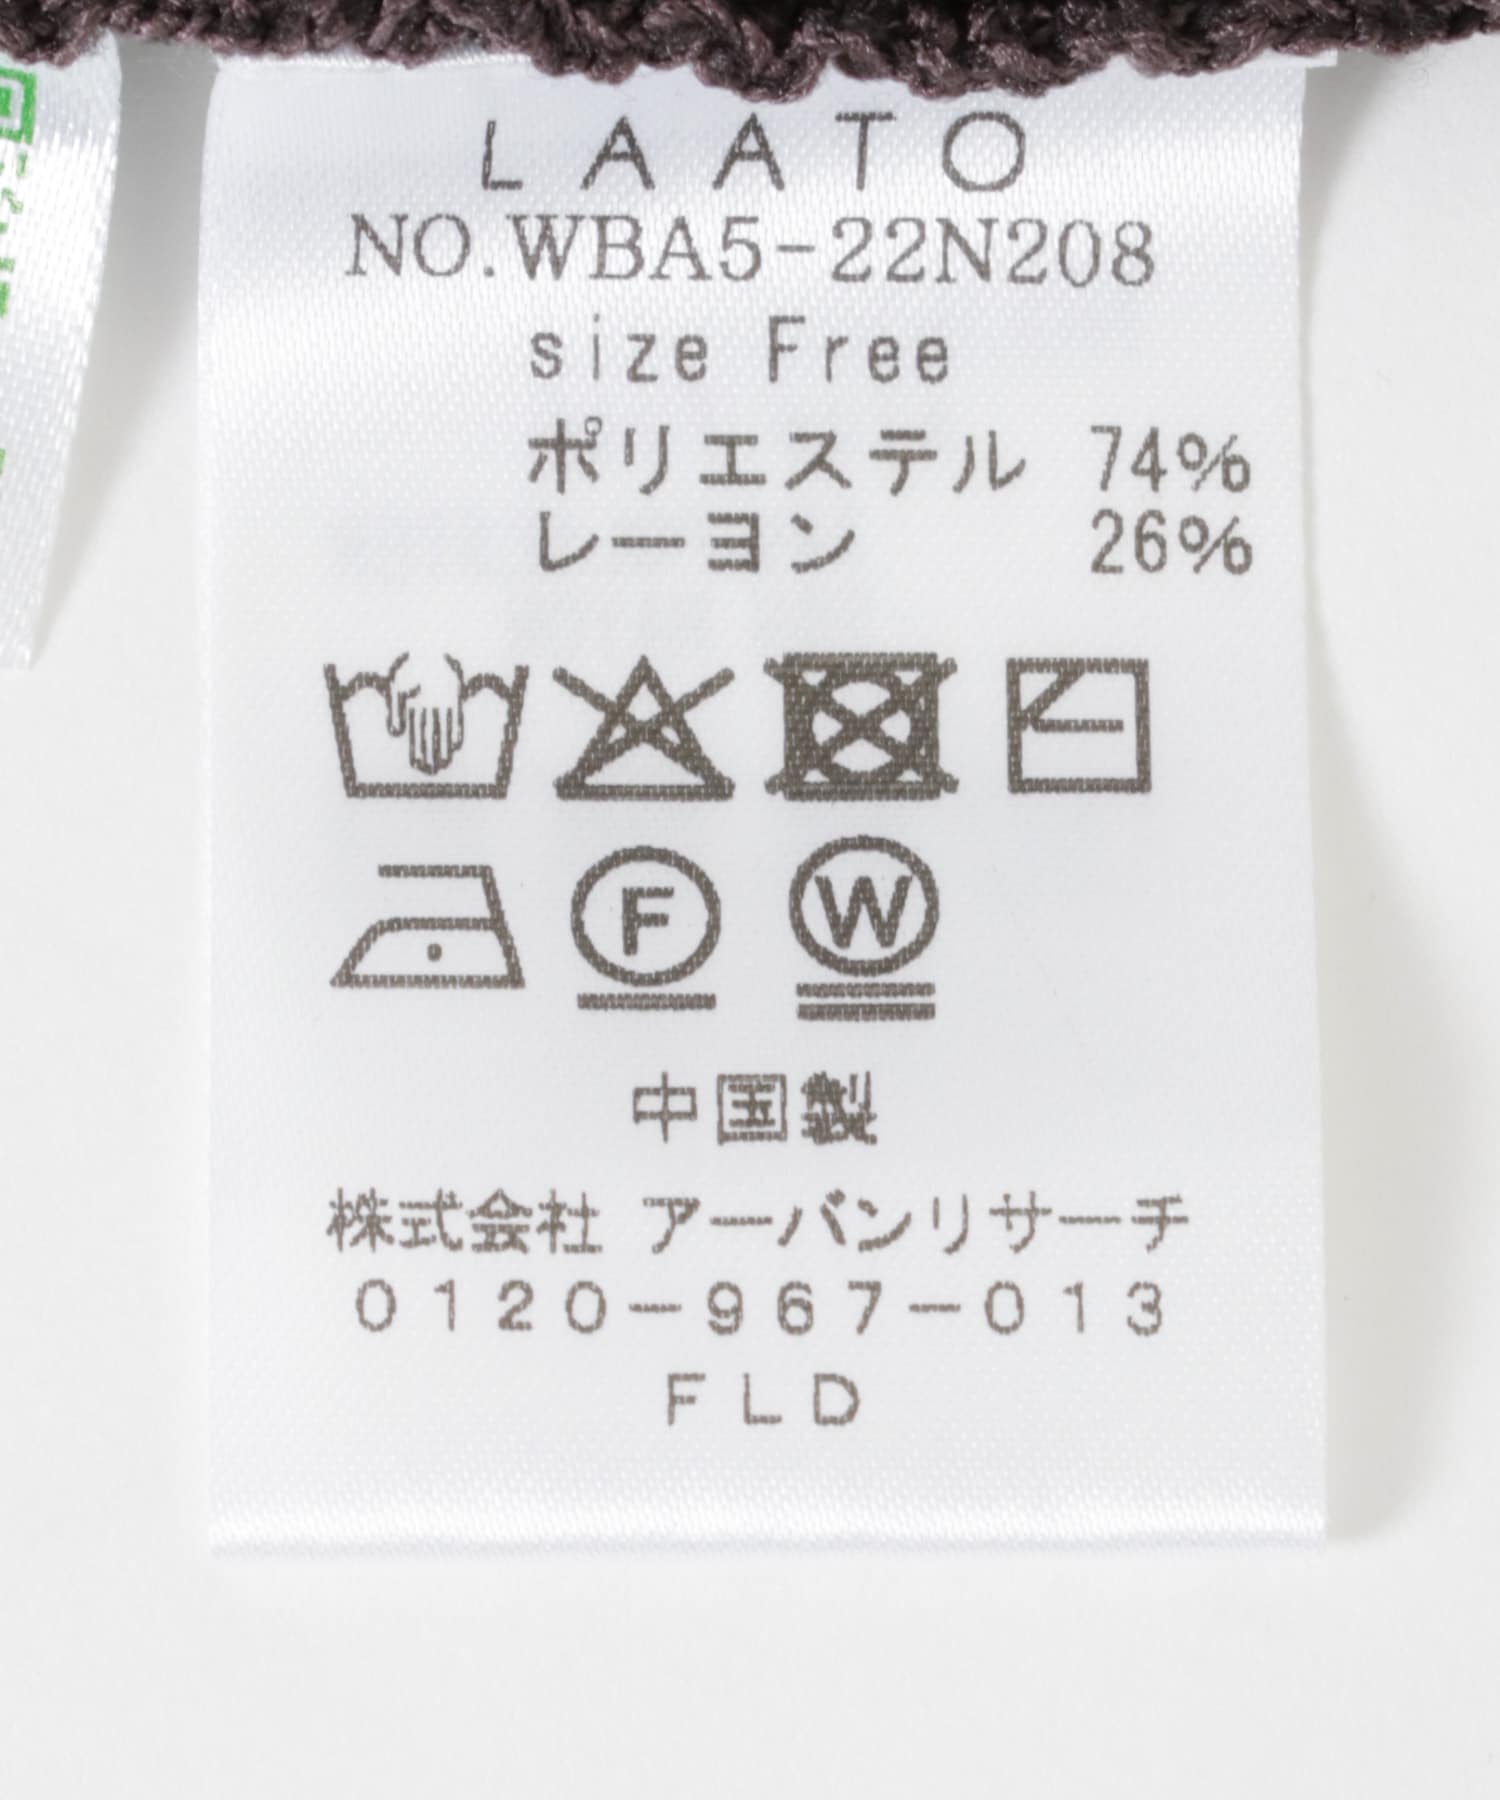 LAATO
NO.WBA5-22N208
size Free
ポリエステル 74%
レーヨン 26%
F W
中国製
株式会社 アーバンリサーチ
0120-967-013
FLD